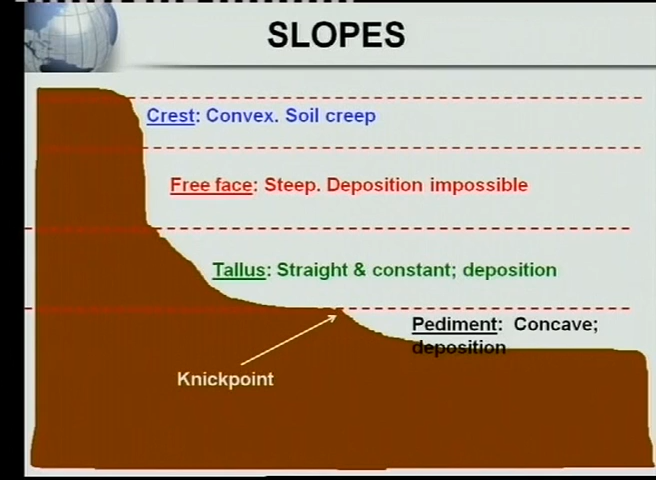 SLOPES
Crest: Convex. Soil creep
Free face: Steep. Deposition impossible
Tallus: Straight & constant; deposition
Pediment: Concave;
deposition
Knickpoint